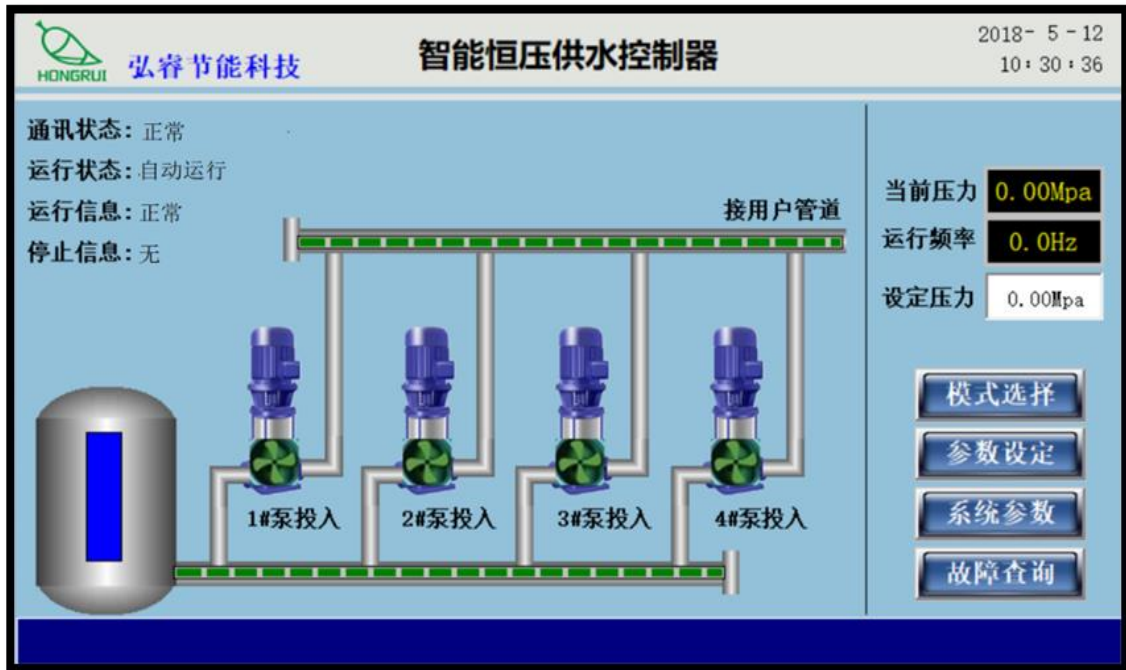 HONGRUI
弘睿节能科技
智能恒压供水控制器
2018- 5 -12
10:30:36
通讯状态: 正常
运行状态: 自动运行
运行信息: 正常
停止信息: 无
接用户管道
当前压力 0.00Mpa
运行频率 0.0Hz
设定压力 0.00Mpa
1#泵投入 2#泵投入 3#泵投入 4#泵投入
模式选择
参数设定
系统参数
故障查询